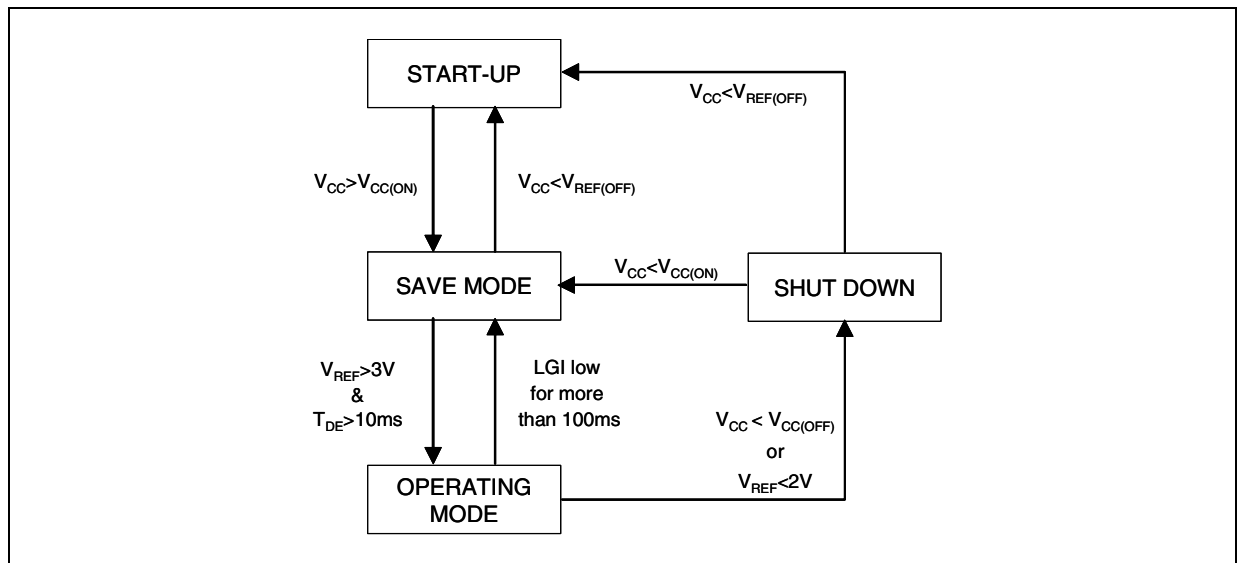 START-UP
VCC<VREF(OFF)
VCC>VCC(ON)
VCC<VREF(OFF)
SAVE MODE
VCC<VCC(ON)
SHUT DOWN
VREF>3V
&
TDE>10ms
LGI low
for more
than 100ms
VCC < VCC(OFF)
or
VREF<2V
OPERATING
MODE